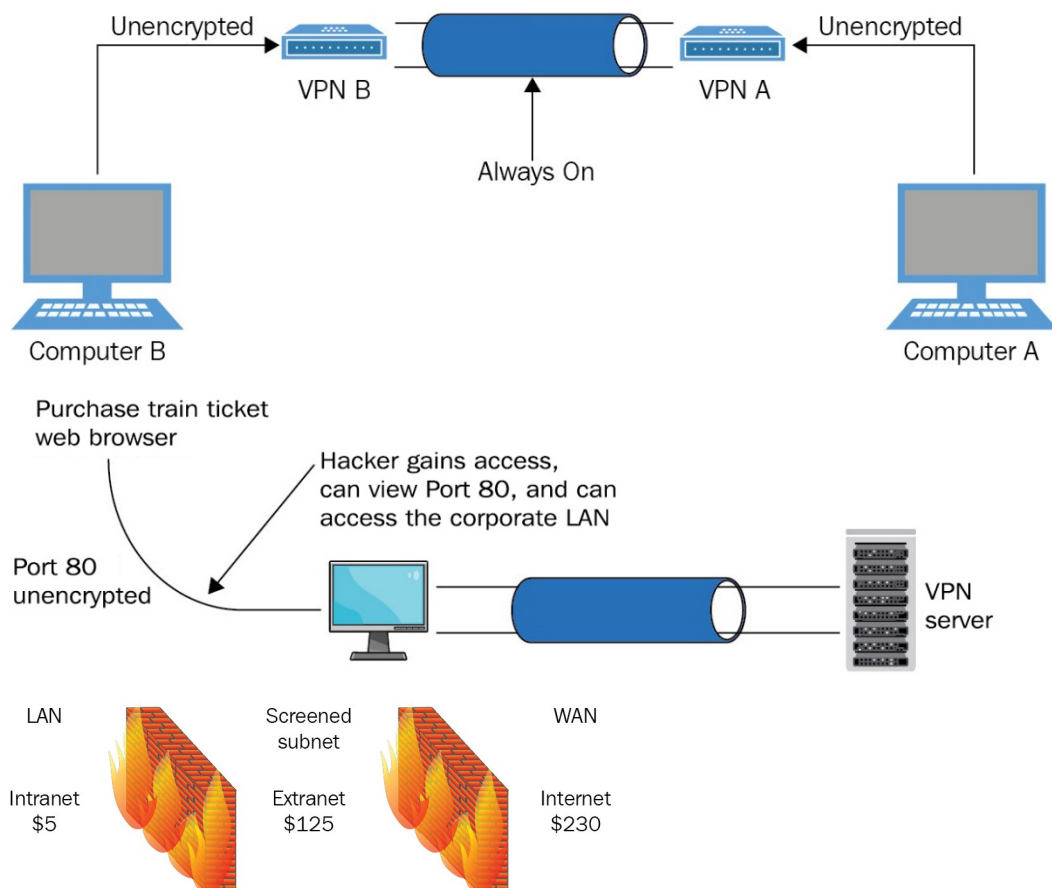 Unencrypted
Unencrypted
VPN B
VPN A
Always On
Computer B
Computer A
Purchase train ticket
web browser
Hacker gains access,
can view Port 80, and can
access the corporate LAN
Port 80
unencrypted
VPN
server
LAN
Screened
subnet
WAN
Intranet
$5
Extranet
$125
Internet
$230